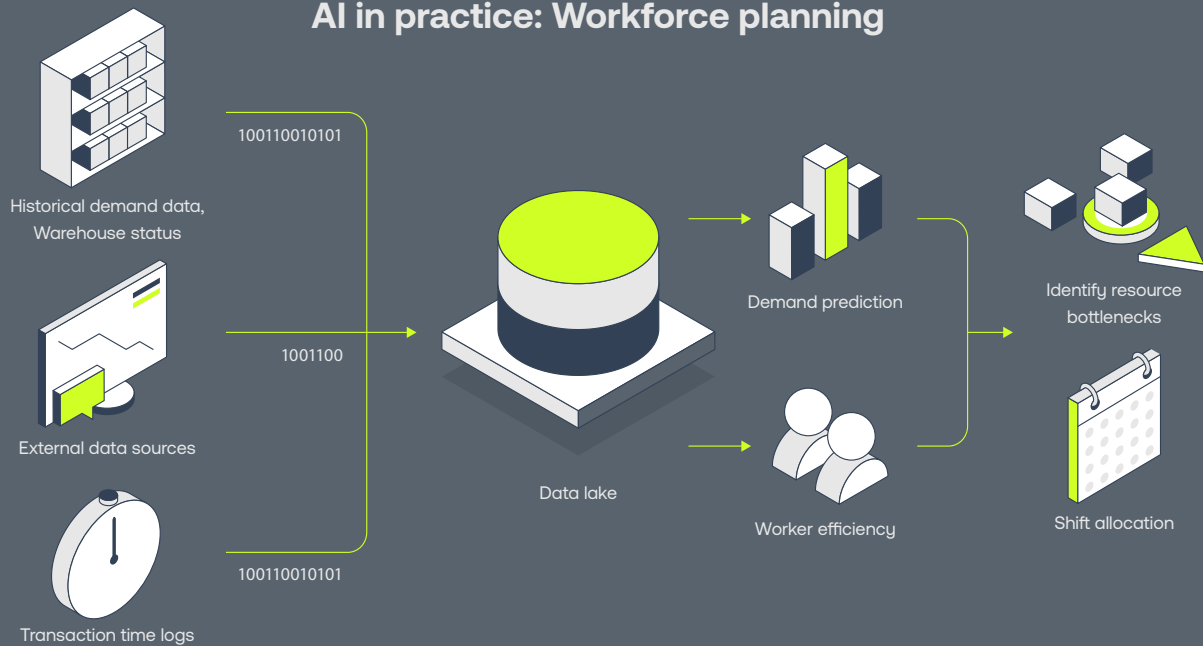 AI in practice: Workforce planning
100110010101
Historical demand data,
Warehouse status
1001100
External data sources
100110010101
Transaction time logs
Data lake
Demand prediction
Worker efficiency
Identify resource
bottlenecks
Shift allocation